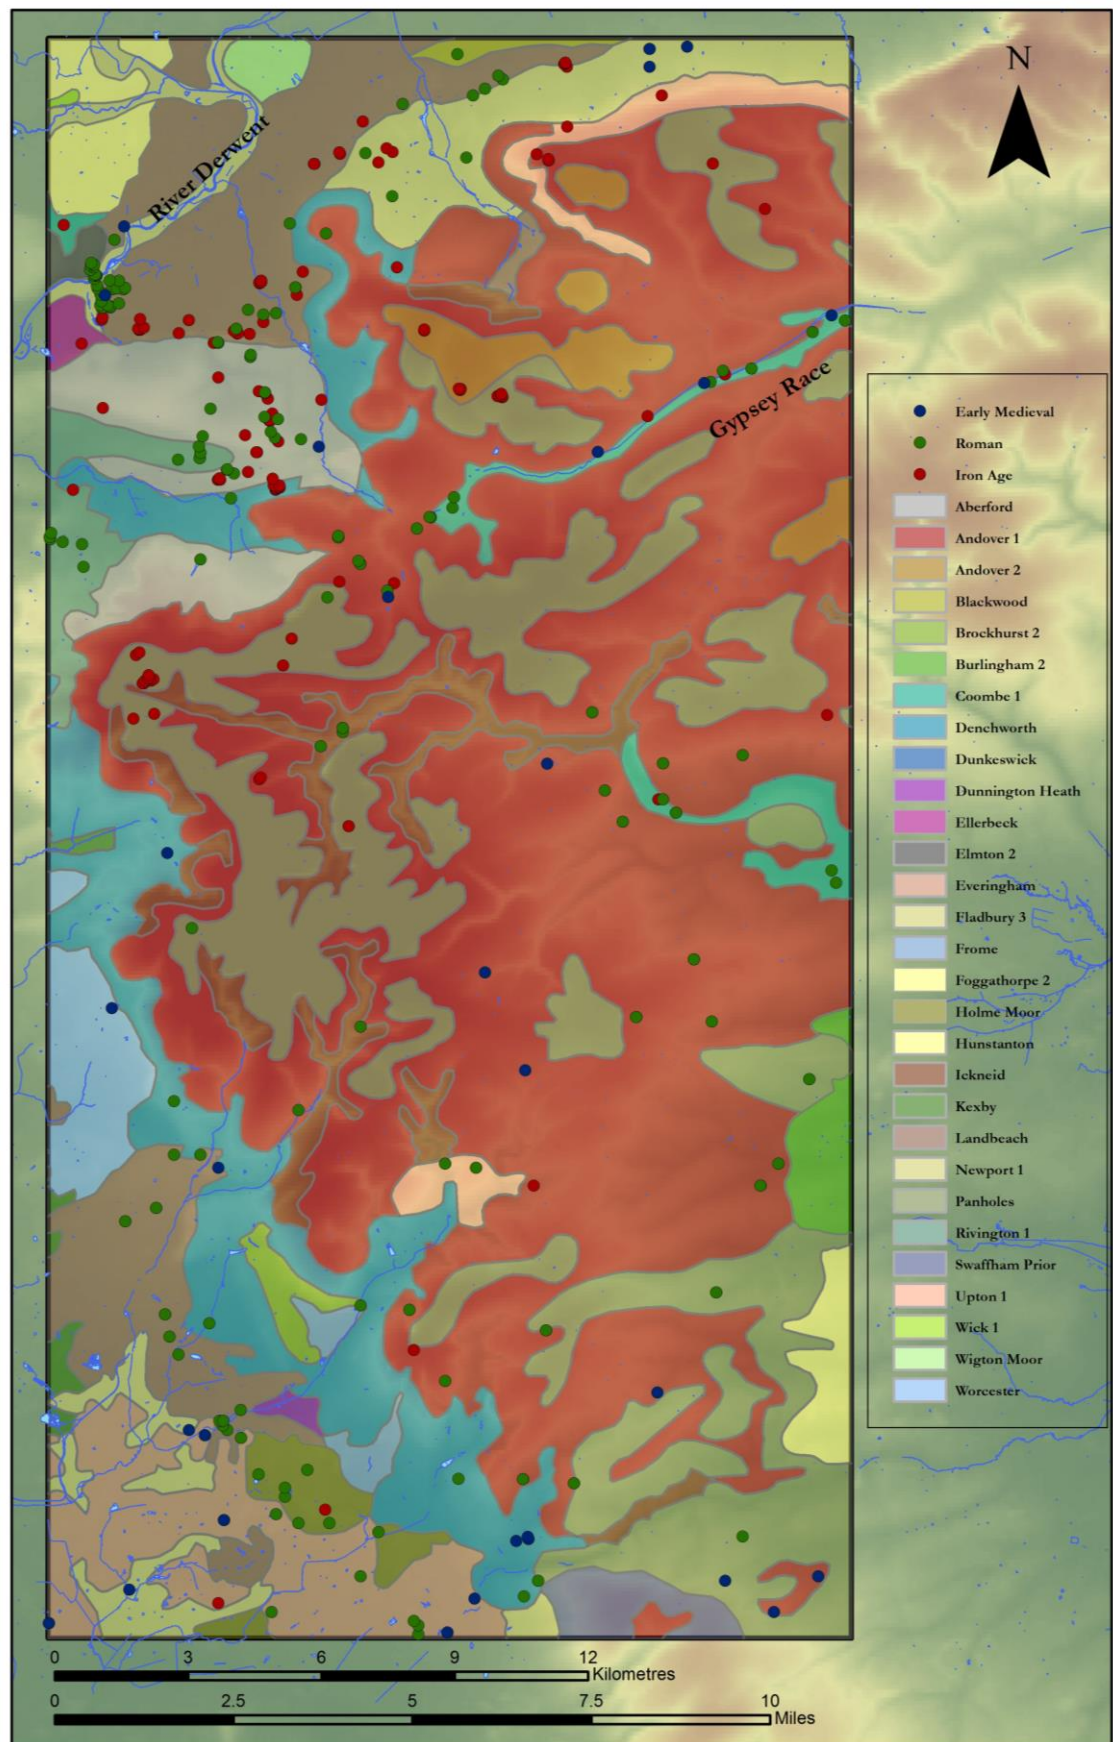 N
River Derwent
Gypsey Race
Early Medieval
Roman
Iron Age
Aberford
Andover 1
Andover 2
Blackwood
Brockhurst 2
Burlingham 2
Coombe 1
Denchworth
Dunkeswick
Dunnington Heath
Ellerbeck
Elmton 2
Everingham
Fladbury 3
Frome
Foggathorpe 2
Holme Moor
Hunstanton
Ickneid
Kexby
Landbeach
Newport 1
Panholes
Rivington 1
Swaffham Prior
Upton 1
Wick 1
Wigton Moor
Worcester
0 3 6 9 12
Kilometres
0 2.5 5 7.5 10
Miles